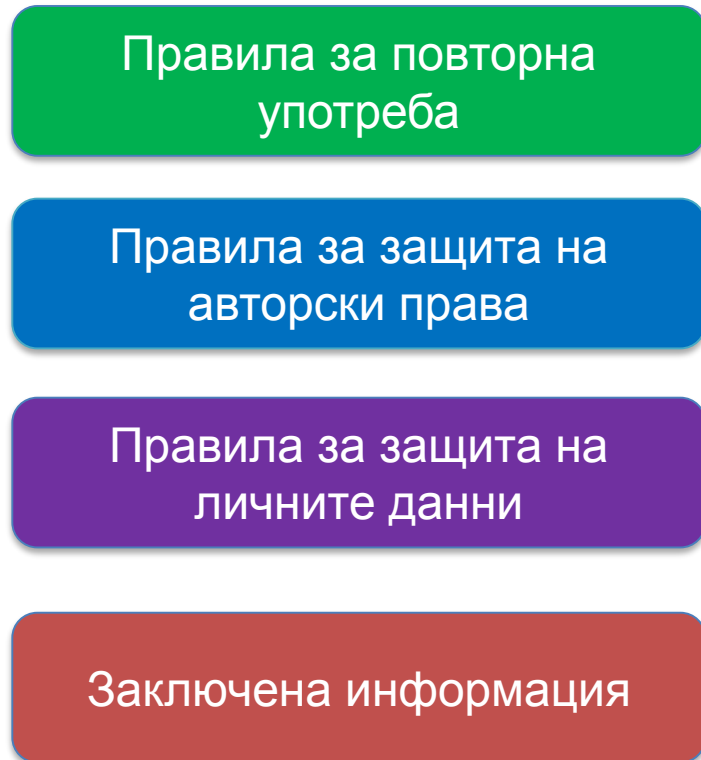 Правила за повторна
употреба
Правила за защита на
авторски права
Правила за защита на
личните данни
Заключена информация